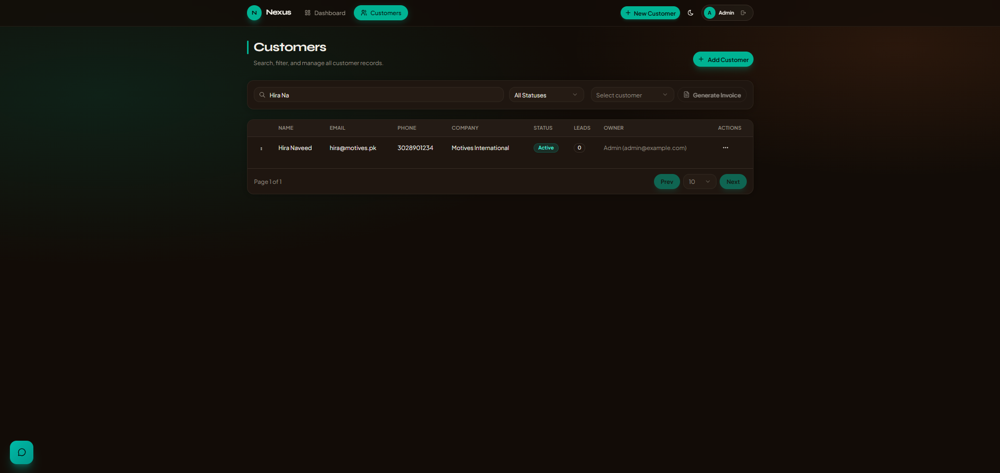 N Nexus Dashboard Customers + New Customer A Admin
Customers
Search, filter, and manage all customer records.
+ Add Customer
Hira Na All Statuses Select customer Generate Invoice
NAME EMAIL PHONE COMPANY STATUS LEADS OWNER ACTIONS
Hira Naveed hira@motives.pk 3028901234 Motives International Active 0 Admin (admin@example.com) ...
Page 1 of 1 Prev 10 Next